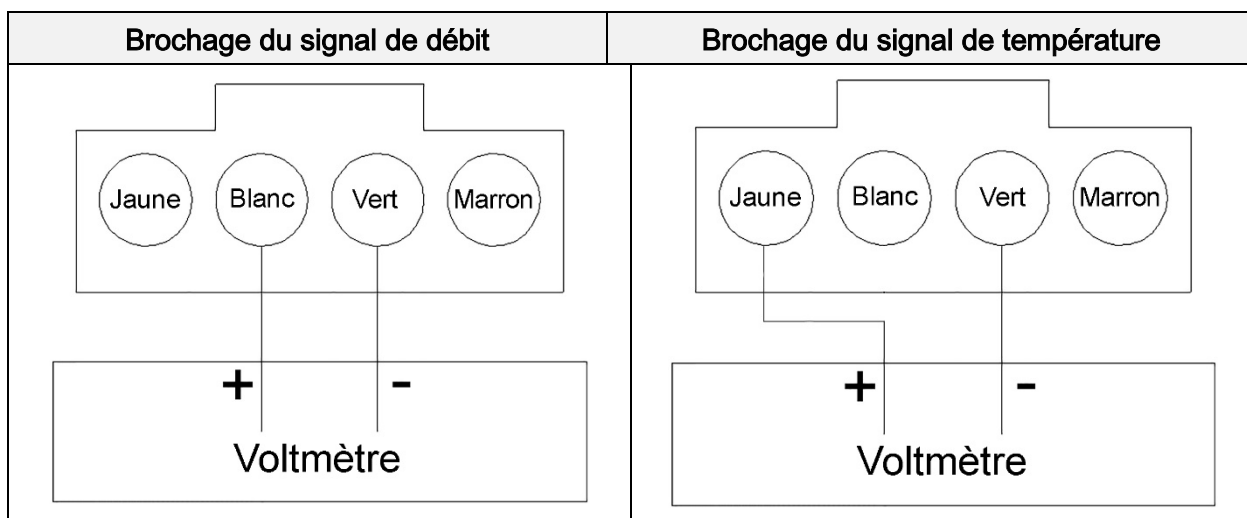 Brochage du signal de débit
Brochage du signal de température
Jaune Blanc Vert Marron
+ -
Voltmètre
Jaune Blanc Vert Marron
+ -
Voltmètre